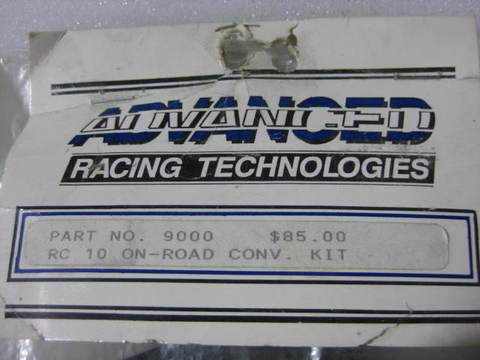 ADVANCED
RACING TECHNOLOGIES
PART NO. 9000 $85.00
RC 10 ON-ROAD CONV. KIT